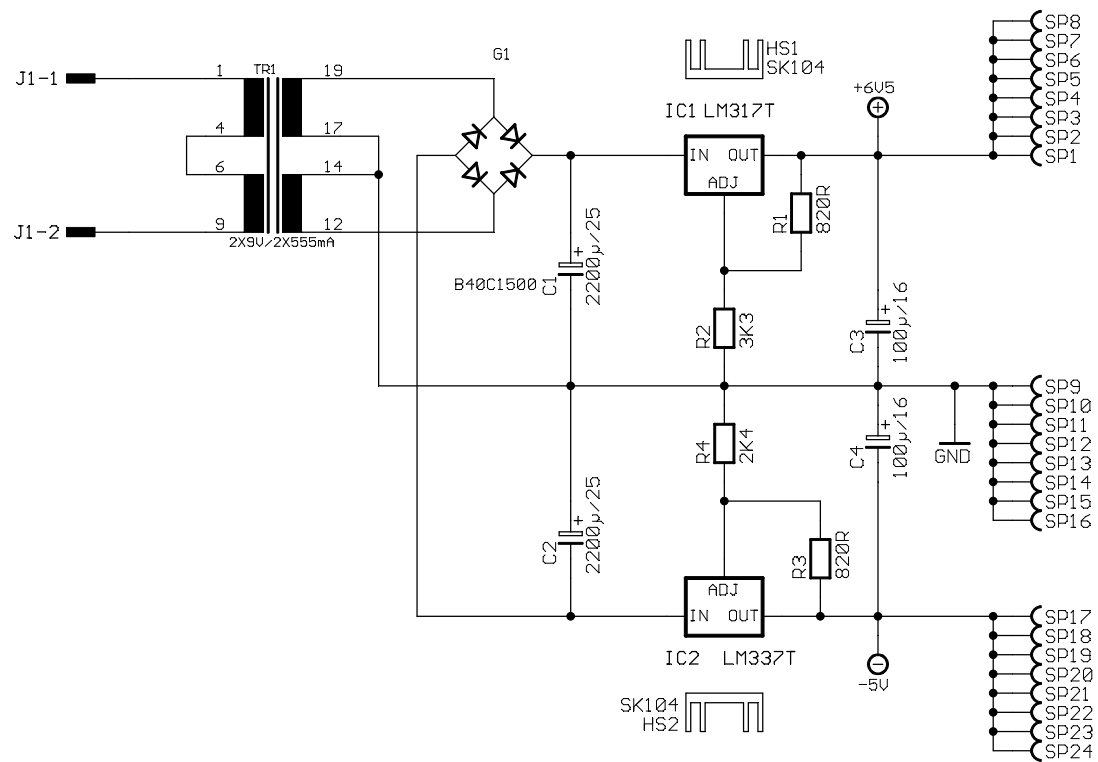 J1-1
J1-2
1
4
6
9
TR1
19
17
14
12
2X9V/2X555mA
G1
B40C1500
C1
2200µ/25
C2
2200µ/25
HS1
SK104
IC1 LM317T
IN OUT
ADJ
R1
820R
R2
3K3
R4
2K4
R3
820R
ADJ
IN OUT
IC2 LM337T
SK104
HS2
+6V5
+
C3
+
100µ/16
C4
+
100µ/16
+
+
-
-5V
GND
SP8
SP7
SP6
SP5
SP4
SP3
SP2
SP1
SP9
SP10
SP11
SP12
SP13
SP14
SP15
SP16
SP17
SP18
SP19
SP20
SP21
SP22
SP23
SP24